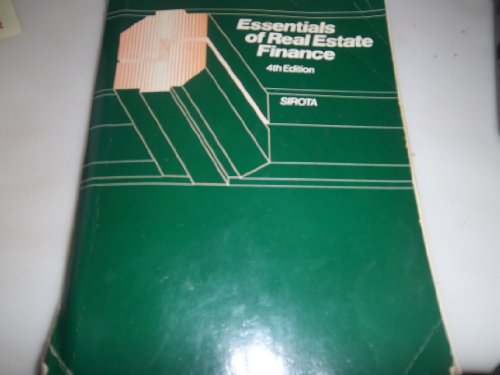 Essentials
of Real Estate
Finance
4th Edition
SIROTA